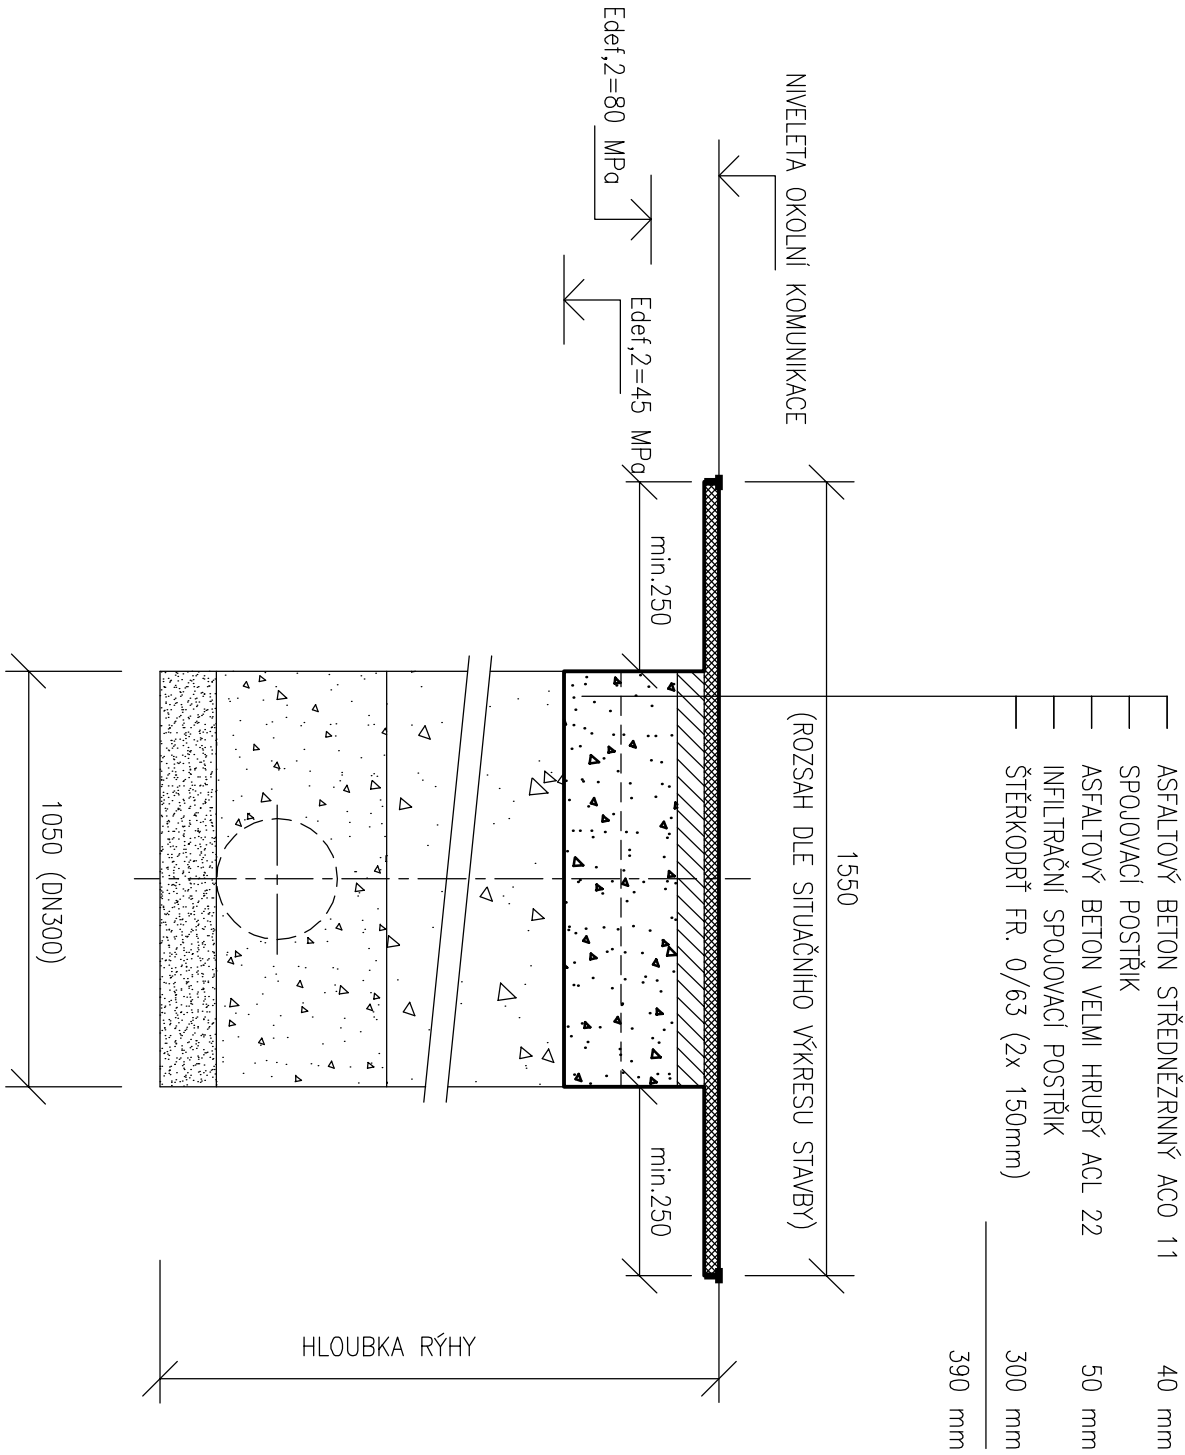 ASFALTOVÝ BETON STŘEDNĚZRNNÝ ACO 11 40 mm
SPOJOVACÍ POSTŘIK
ASFALTOVÝ BETON VELMI HRUBÝ ACL 22 50 mm
INFILTRAČNÍ SPOJOVACÍ POSTŘIK
ŠTĚRKODRŤ FR. 0/63 (2x 150mm) 300 mm
390 mm
1550
(ROZSAH DLE SITUAČNÍHO VÝKRESU STAVBY)
NIVELETA OKOLNÍ KOMUNIKACE
min.250
min.250
Edef,2=45 MPa
Edef,2=80 MPa
HLOUBKA RÝHY
1050 (DN300)